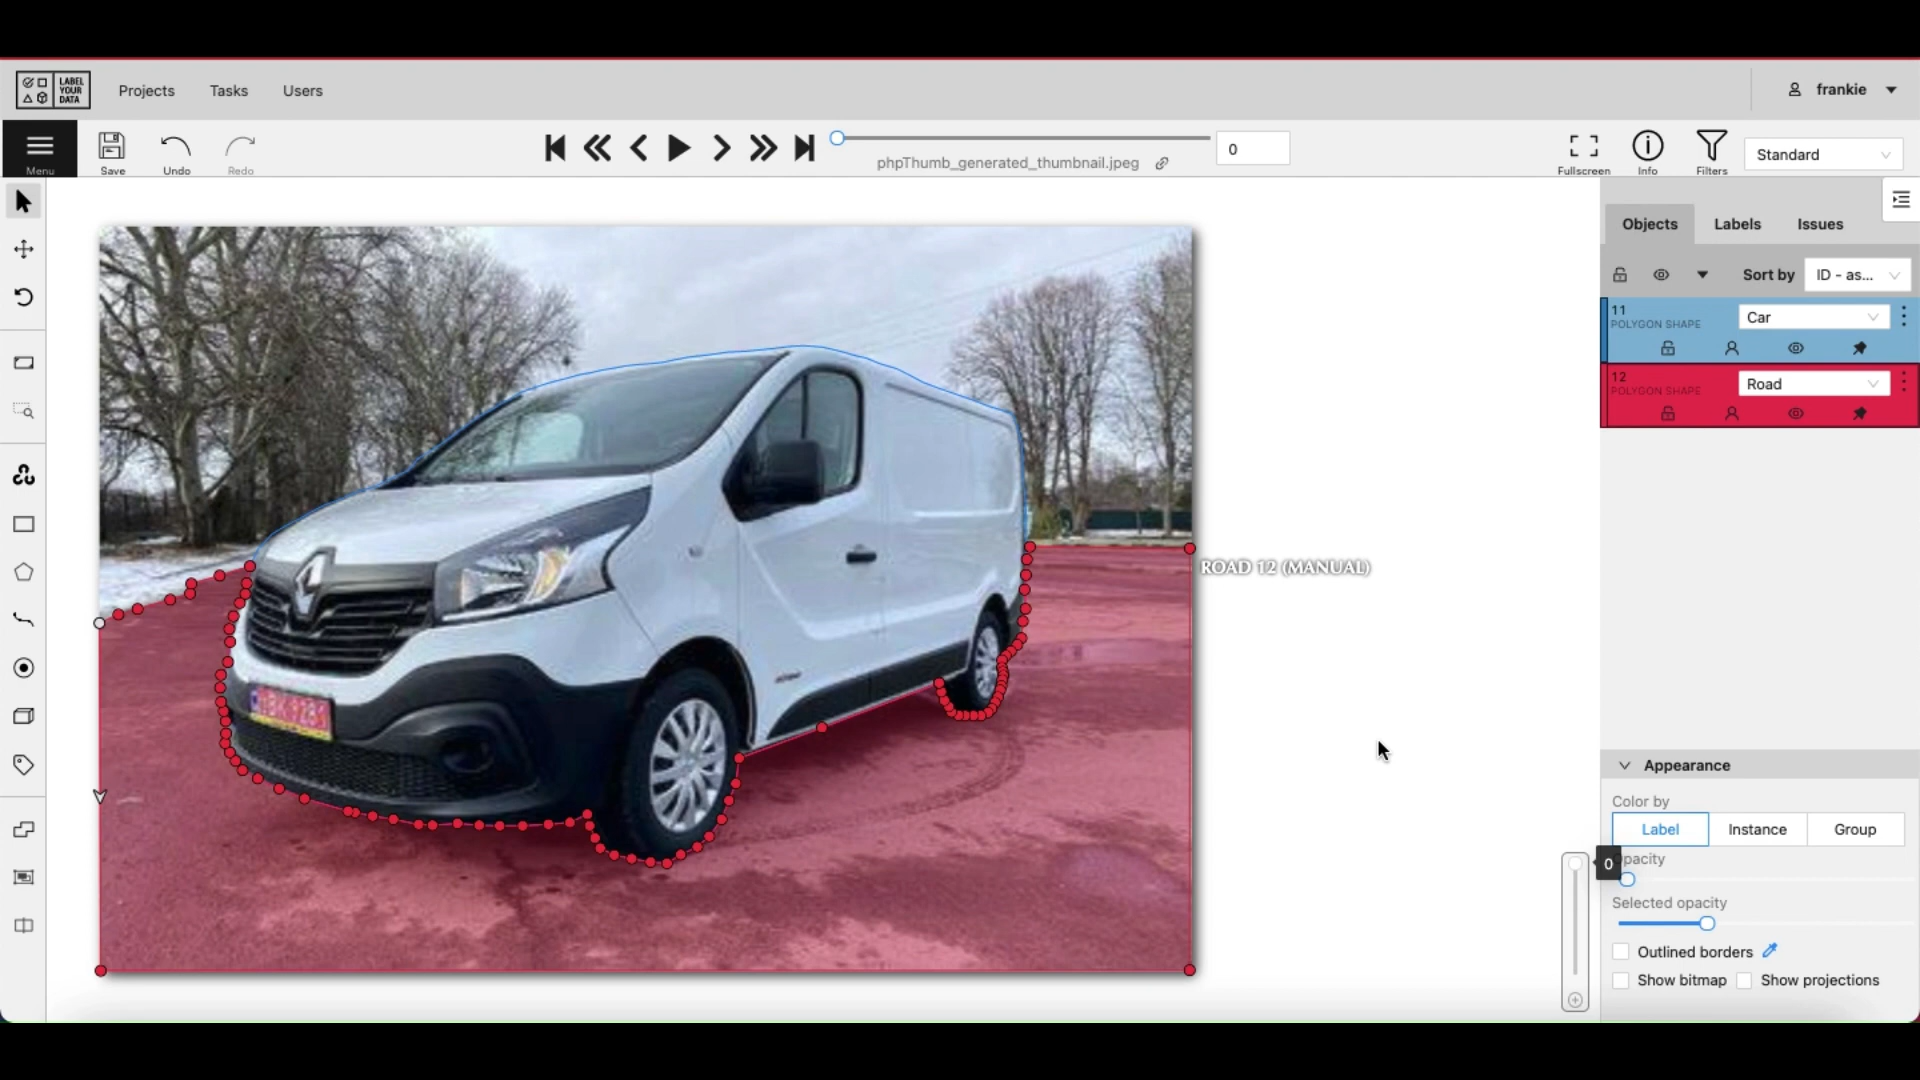 LABEL
YOUR
DATA
Projects
Tasks
Users
frankie
Menu
Save
Undo
Redo
phpThumb_generated_thumbnail.jpeg
0
Fullscreen
Info
Filters
Standard
Objects
Labels
Issues
Sort by
ID - as...
11
POLYGON SHAPE
Car
12
POLYGON SHAPE
Road
ROAD 12 (MANUAL)
Appearance
Color by
Label
Instance
Group
0
pacity
Selected opacity
Outlined borders
Show bitmap
Show projections